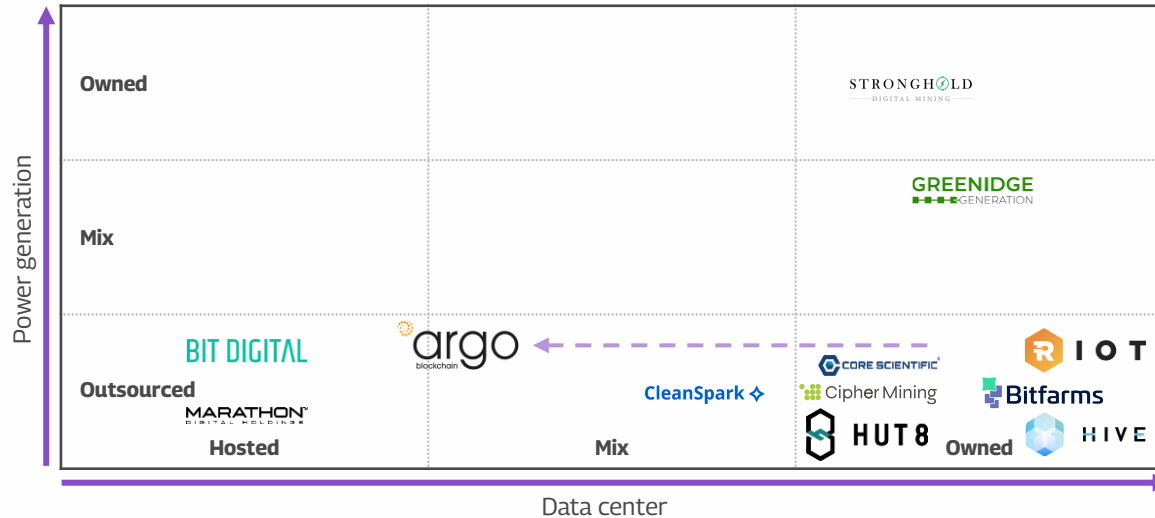 Power generation
Owned
STRONGHOLD
DIGITAL MINING
GREENIDGE
GENERATION
Mix
BIT DIGITAL
argo
blockchain
RIOT
CORE SCIENTIFIC
Outsourced
CleanSpark
Cipher Mining
Bitfarms
MARATHON
DIGITAL HOLDINGS
HUT 8
HIVE
Hosted
Mix
Owned
Data center